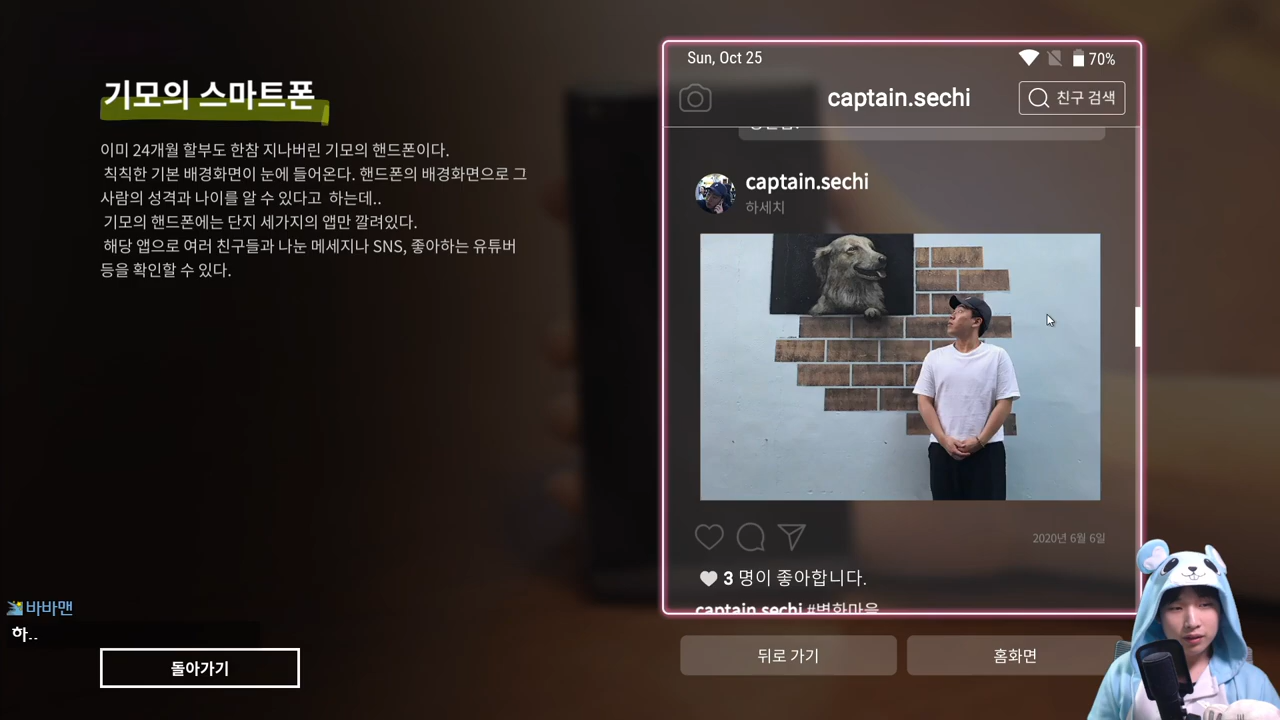 기모의 스마트폰
이미 24개월 할부도 한참 지나버린 기모의 핸드폰이다.
칙칙한 기본 배경화면이 눈에 들어온다. 핸드폰의 배경화면으로 그
사람의 성격과 나이를 알 수 있다고 하는데..
기모의 핸드폰에는 단지 세가지의 앱만 깔려있다.
해당 앱으로 여러 친구들과 나눈 메세지나 SNS, 좋아하는 유튜버
등을 확인할 수 있다.
바바맨
하..
돌아가기
Sun, Oct 25
70%
captain.sechi
친구 검색
captain.sechi
하세치
2020년 6월 6일
3 명이 좋아합니다.
captain.sechi #벽화마을
뒤로 가기
홈화면